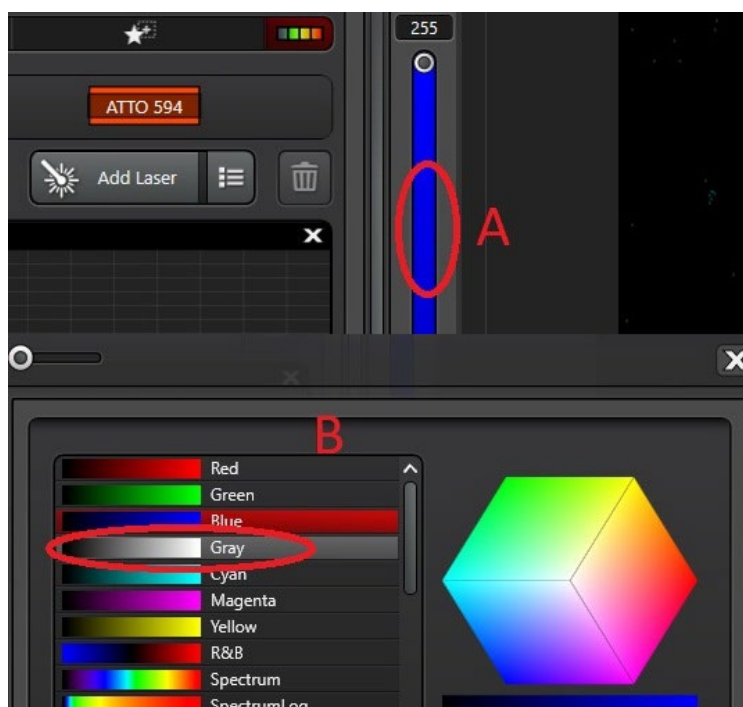 255
ATTO 594
Add Laser
A
B
Red
Green
Blue
Gray
Cyan
Magenta
Yellow
R&B
Spectrum
SpectrumLog